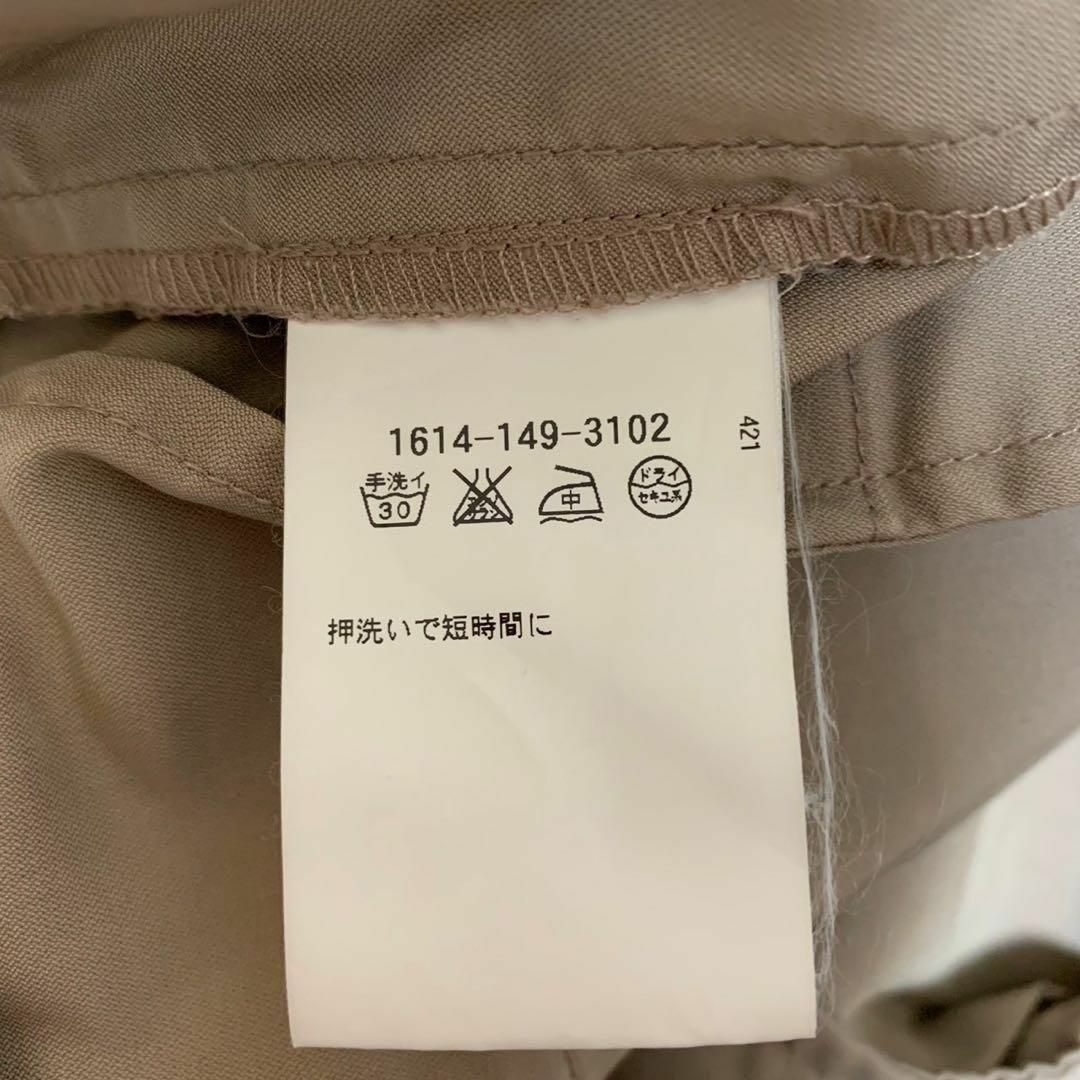 1614-149-3102
421
手洗イ
30
中
ドライ
セキユ系
押洗いで短時間に